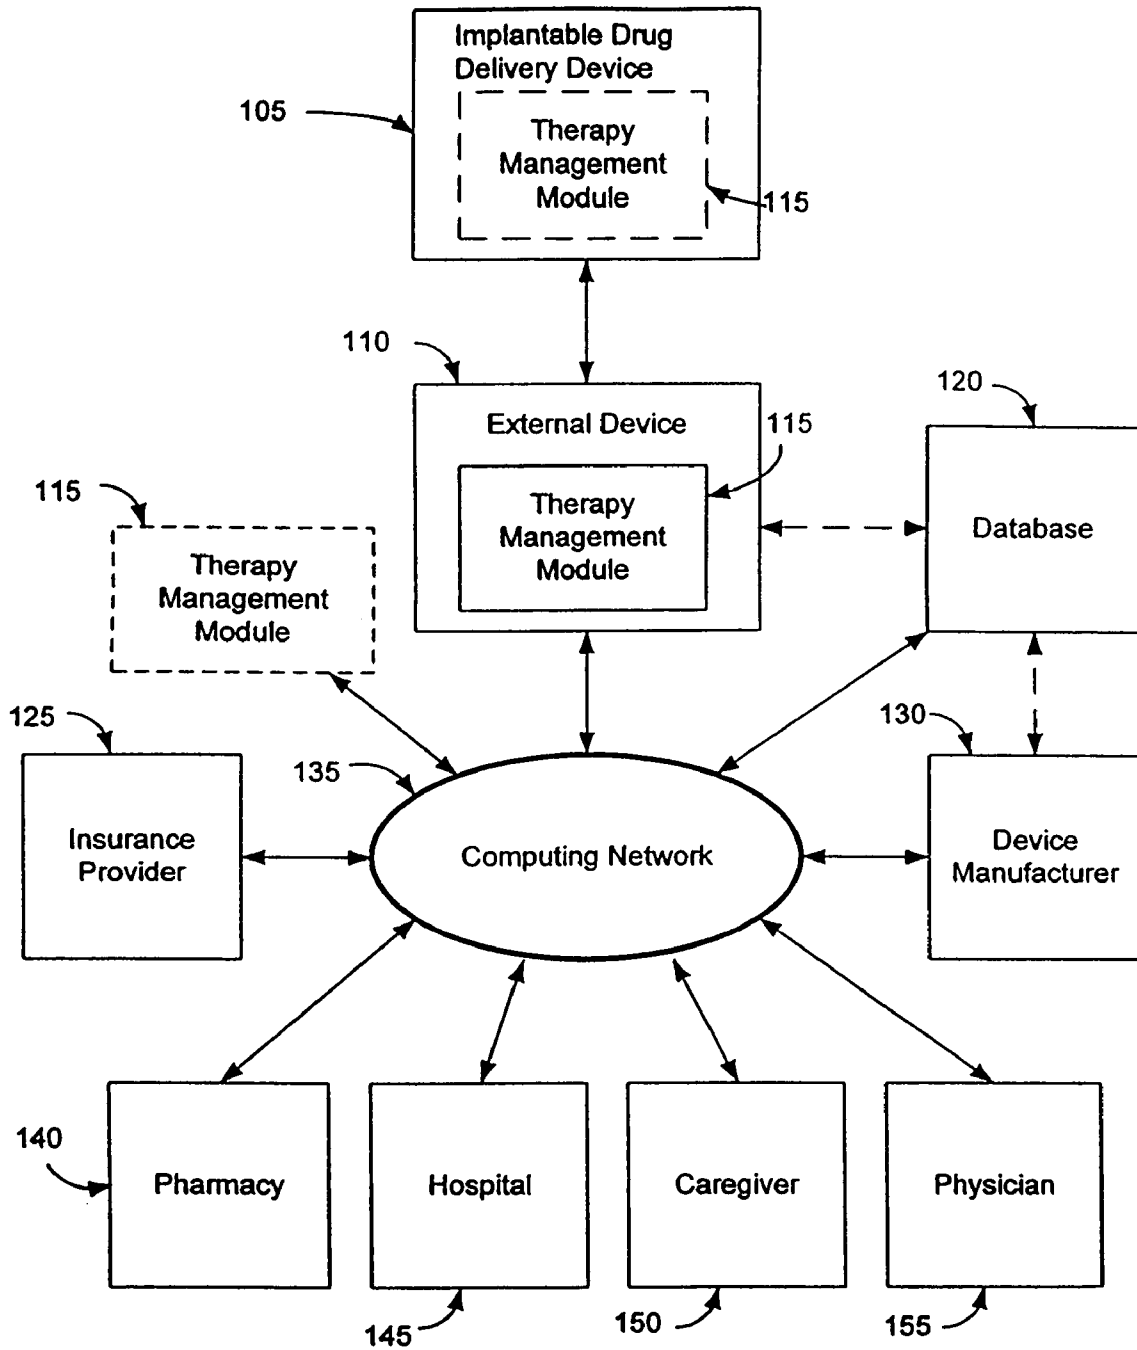 Implantable Drug
Delivery Device
105
Therapy
Management
Module
115
110
External Device
115
Therapy
Management
Module
120
Database
115
Therapy
Management
Module
125
Insurance
Provider
135
Computing Network
130
Device
Manufacturer
140
Pharmacy
Hospital
145
Caregiver
150
Physician
155